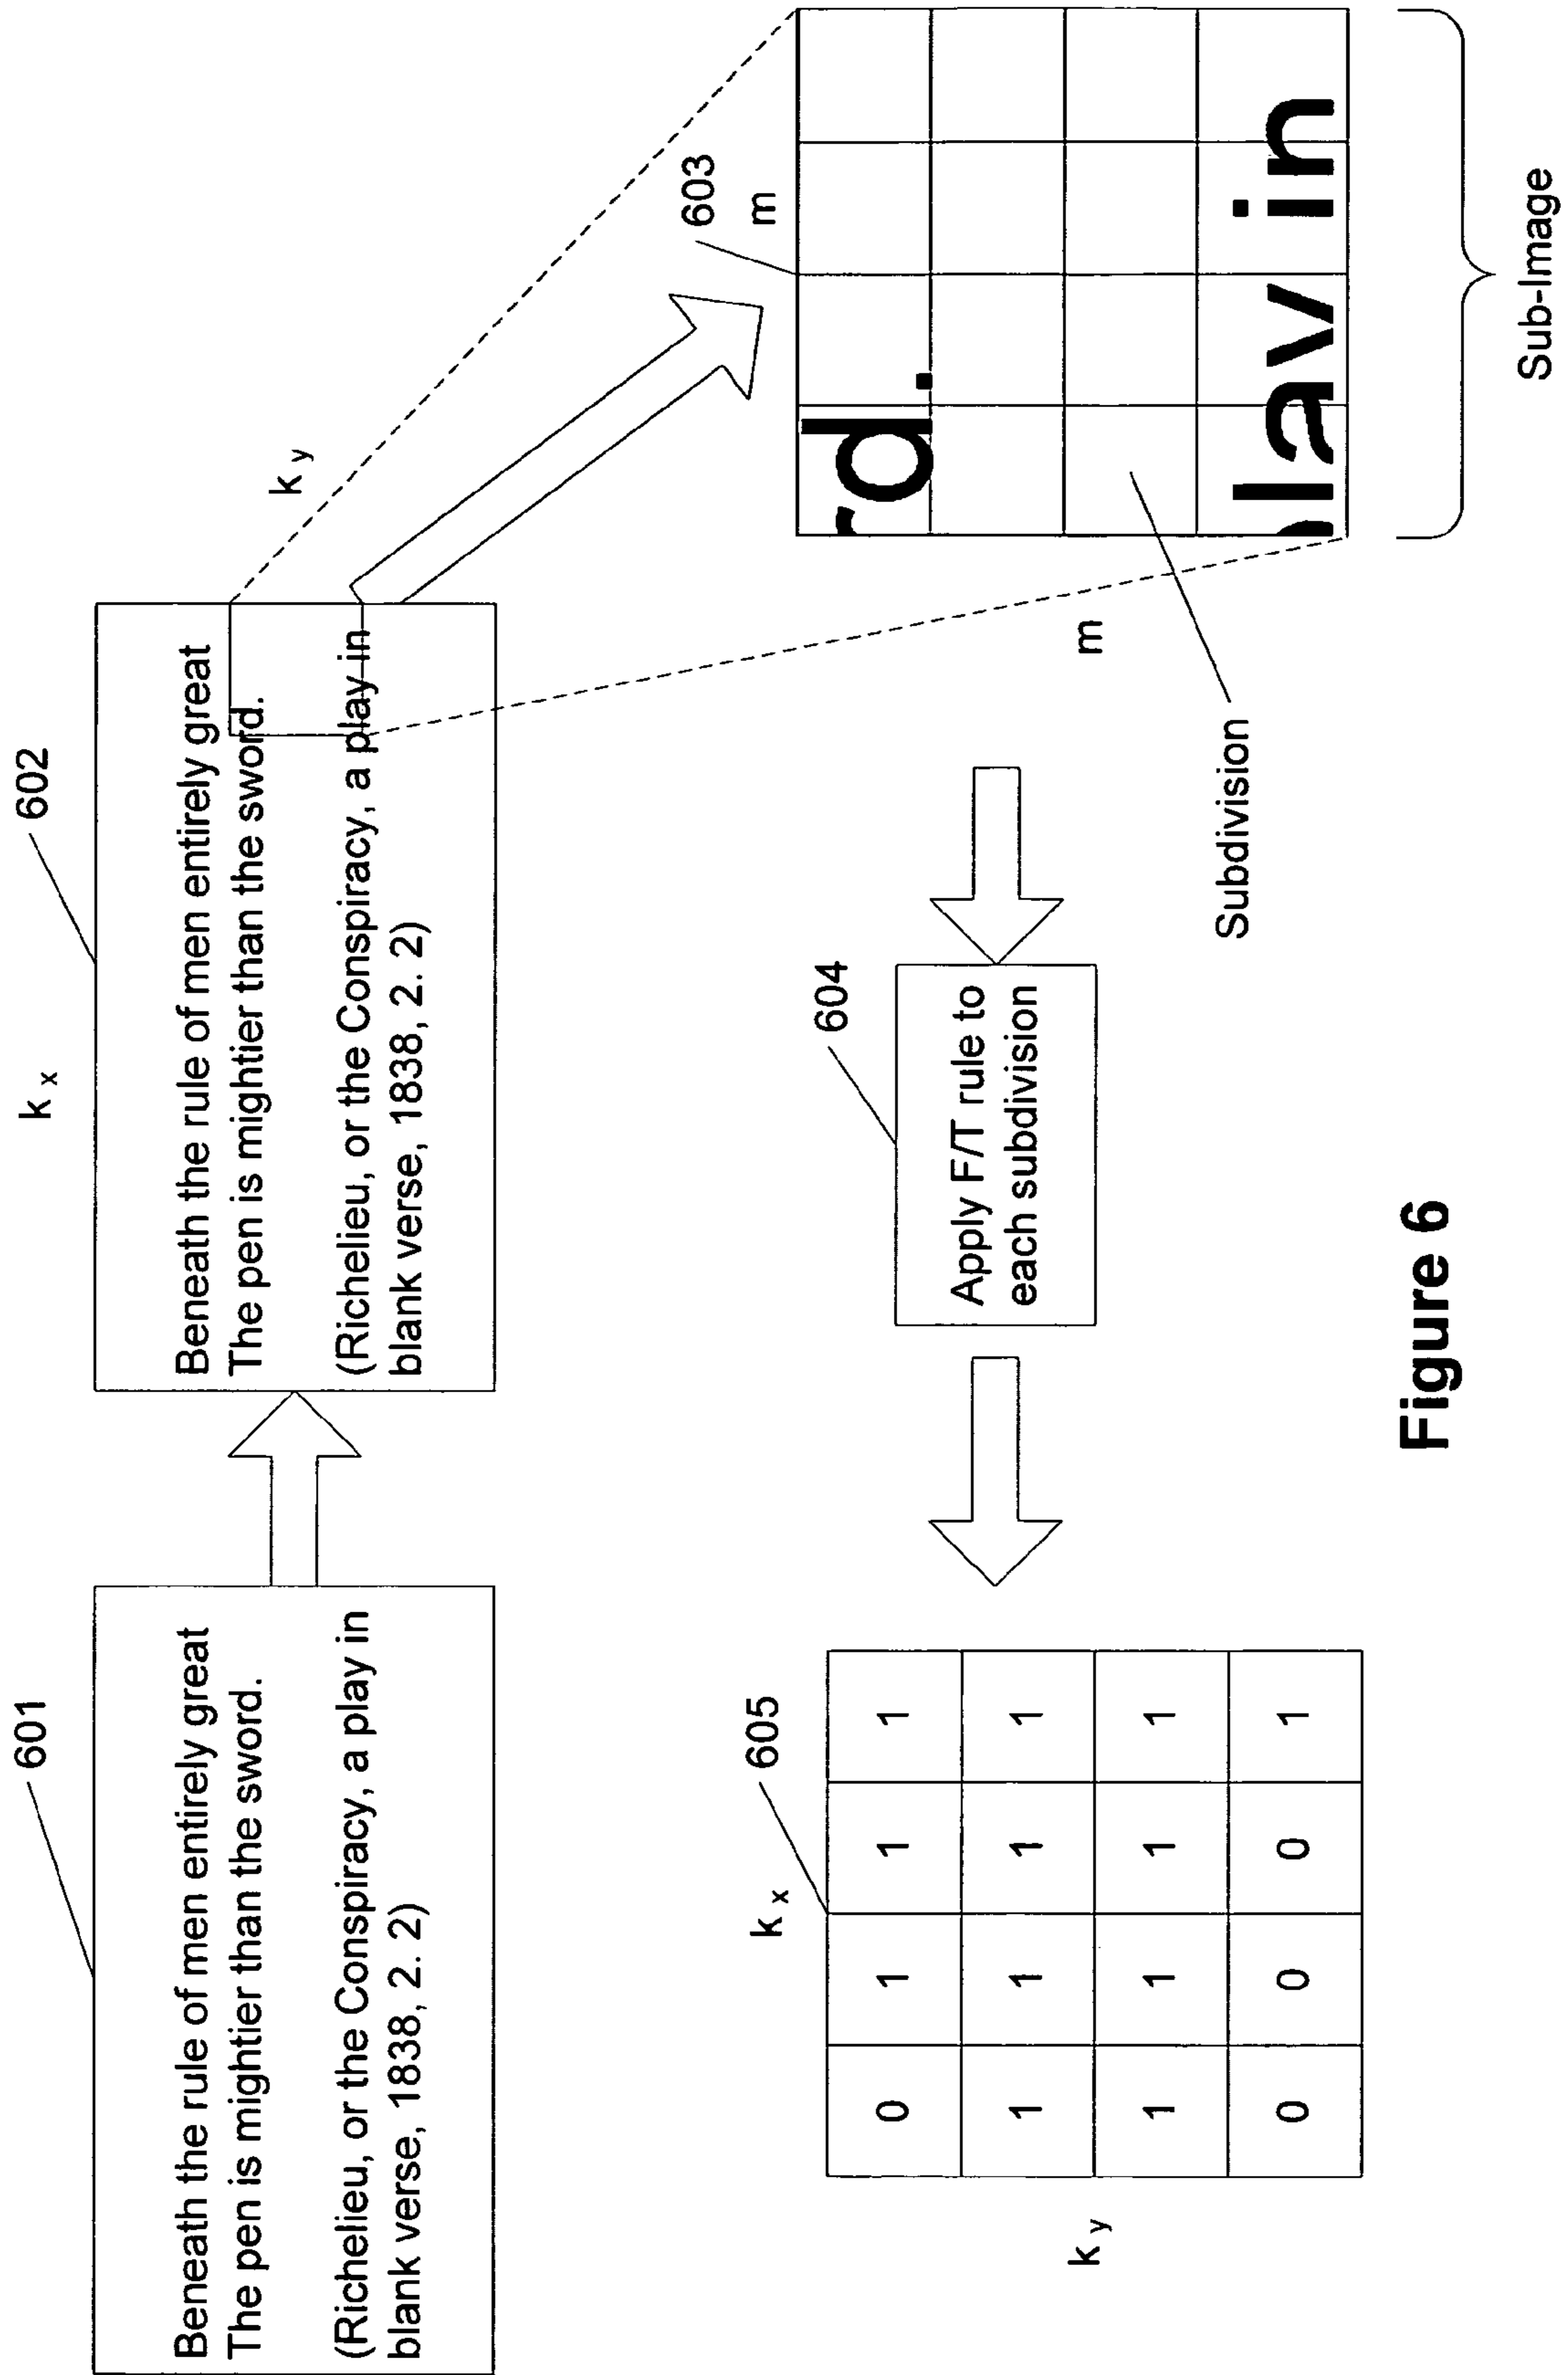 601
Beneath the rule of men entirely great
The pen is mightier than the sword.
(Richelieu, or the Conspiracy, a play in
blank verse, 1838, 2. 2)
k x
602
Beneath the rule of men entirely great
The pen is mightier than the sword.
(Richelieu, or the Conspiracy, a play in
blank verse, 1838, 2. 2)
k y
603
m
m
rd.
play in
Subdivision
Sub-Image
604
Apply F/T rule to
each subdivision
605
k x
k y
0 1 1 1
1 1 1 1
1 1 1 1
0 0 0 1
Figure 6